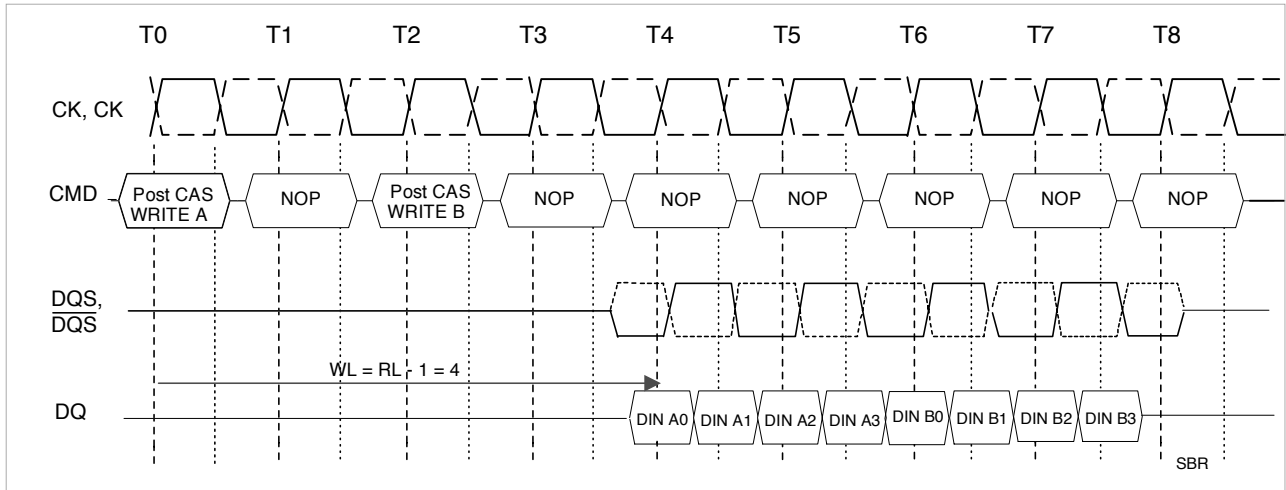 T0 T1 T2 T3 T4 T5 T6 T7 T8
CK, CK
CMD
Post CAS
WRITE A
NOP
Post CAS
WRITE B
NOP NOP NOP NOP NOP NOP
DQS,
DQS
WL = RL - 1 = 4
DQ
DIN A0 DIN A1 DIN A2 DIN A3 DIN B0 DIN B1 DIN B2 DIN B3
SBR